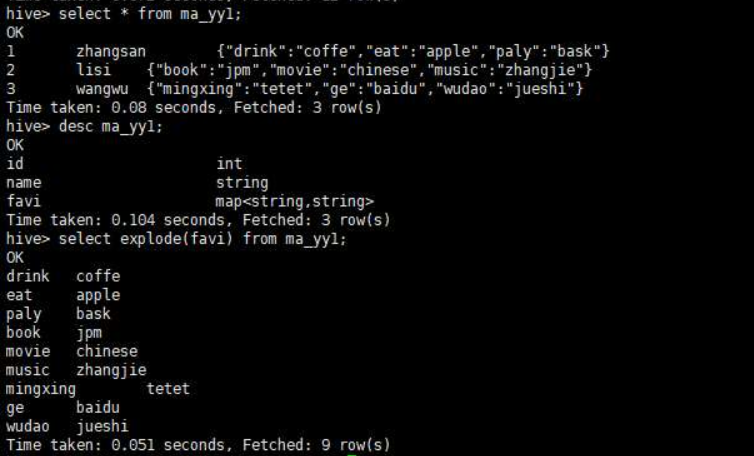 hive> select * from ma_yy1;
OK
1 zhangsan {"drink":"coffe","eat":"apple","paly":"bask"}
2 lisi {"book":"jpm","movie":"chinese","music":"zhangjie"}
3 wangwu {"mingxing":"tetet","ge":"baidu","wudao":"jueshi"}
Time taken: 0.08 seconds, Fetched: 3 row(s)
hive> desc ma_yy1;
OK
id int
name string
favi map<string,string>
Time taken: 0.104 seconds, Fetched: 3 row(s)
hive> select explode(favi) from ma_yy1;
OK
drink coffe
eat apple
paly bask
book jpm
movie chinese
music zhangjie
mingxing tetet
ge baidu
wudao jueshi
Time taken: 0.051 seconds, Fetched: 9 row(s)